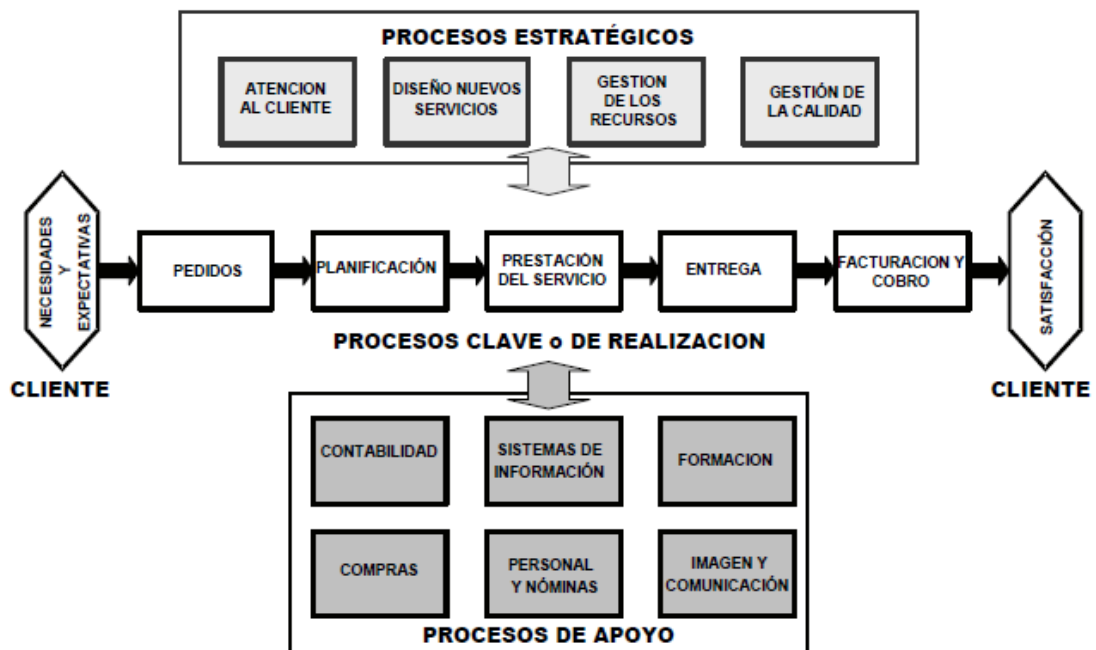 PROCESOS ESTRATÉGICOS
ATENCION
AL CLIENTE
DISEÑO NUEVOS
SERVICIOS
GESTION
DE LOS
RECURSOS
GESTIÓN DE
LA CALIDAD
NECESIDADES
Y
EXPECTATIVAS
CLIENTE
PEDIDOS
PLANIFICACIÓN
PRESTACIÓN
DEL SERVICIO
ENTREGA
FACTURACION Y
COBRO
SATISFACCIÓN
CLIENTE
PROCESOS CLAVE o DE REALIZACION
CONTABILIDAD
SISTEMAS DE
INFORMACIÓN
FORMACION
COMPRAS
PERSONAL
Y NÓMINAS
IMAGEN Y
COMUNICACIÓN
PROCESOS DE APOYO